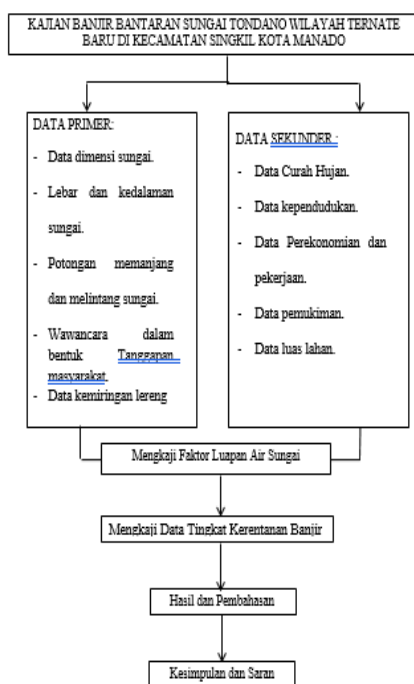 KAJIAN BANJIR BANTARAN SUNGAI TONDANO WILAYAH TERNATE
BARU DI KECAMATAN SINGKIL KOTA MANADO
DATA PRIMER:
- Data dimensi sungai.
- Lebar dan kedalaman
sungai.
- Potongan memanjang
dan melintang sungai.
- Wawancara dalam
bentuk Tanggapan
masyarakat.
- Data kemiringan lereng
DATA SEKUNDER :
- Data Curah Hujan.
- Data kependudukan.
- Data Perekonomian dan
pekerjaan.
- Data pemukiman.
- Data luas lahan.
Mengkaji Faktor Luapan Air Sungai
Mengkaji Data Tingkat Kerentanan Banjir
Hasil dan Pembahasan
Kesimpulan dan Saran